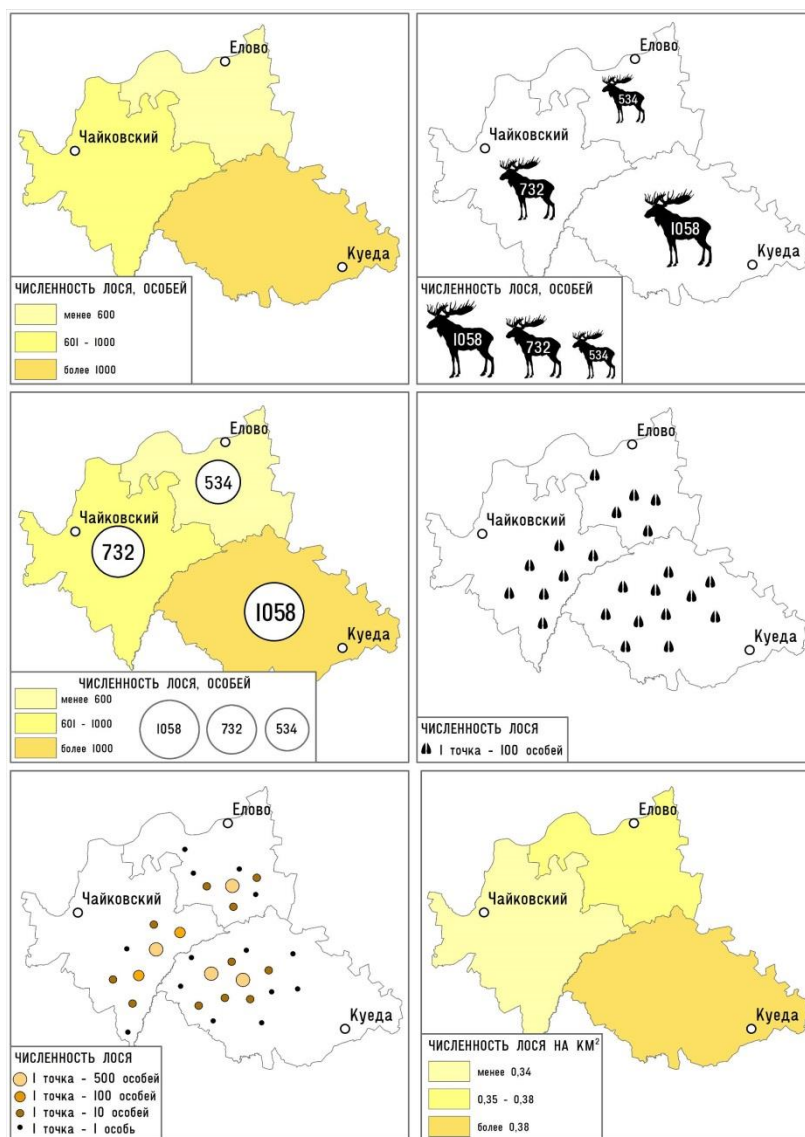 Елово
Чайковский
Куеда
ЧИСЛЕННОСТЬ ЛОСЯ, ОСОБЕЙ
менее 600
601 - 1000
более 1000
Елово
534
Чайковский
732
1058
Куеда
ЧИСЛЕННОСТЬ ЛОСЯ, ОСОБЕЙ
1058 732 534
Елово
534
Чайковский
732
1058
Куеда
ЧИСЛЕННОСТЬ ЛОСЯ, ОСОБЕЙ
менее 600
601 - 1000
более 1000
1058 732 534
Елово
Чайковский
Куеда
ЧИСЛЕННОСТЬ ЛОСЯ
1 точка - 100 особей
Елово
Чайковский
Куеда
ЧИСЛЕННОСТЬ ЛОСЯ
1 точка - 500 особей
1 точка - 100 особей
1 точка - 10 особей
1 точка - 1 особь
Елово
Чайковский
Куеда
ЧИСЛЕННОСТЬ ЛОСЯ НА КМ²
менее 0,34
0,35 - 0,38
более 0,38